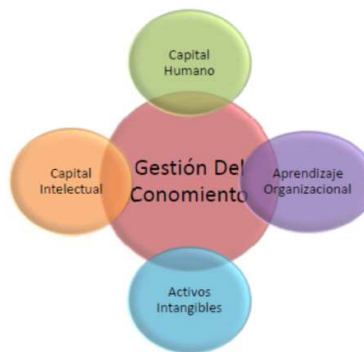 Capital
Humano
Capital
Intelectual
Gestión Del
Conomiento
Aprendizaje
Organizacional
Activos
Intangibles